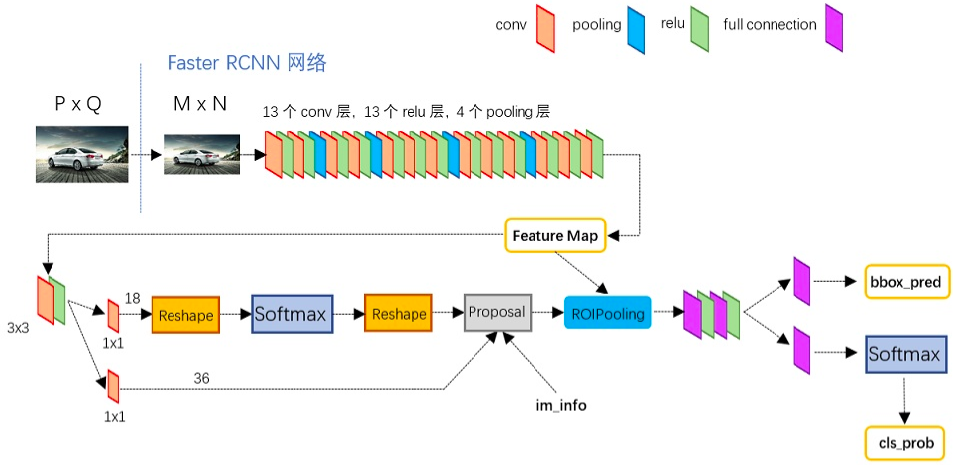 conv
pooling
relu
full connection
Faster RCNN 网络
P x Q
M x N
13 个 conv 层, 13 个 relu 层, 4 个 pooling 层
Feature Map
3x3
18
1x1
Reshape
Softmax
Reshape
Proposal
ROIPooling
bbox_pred
36
1x1
im_info
Softmax
cls_prob